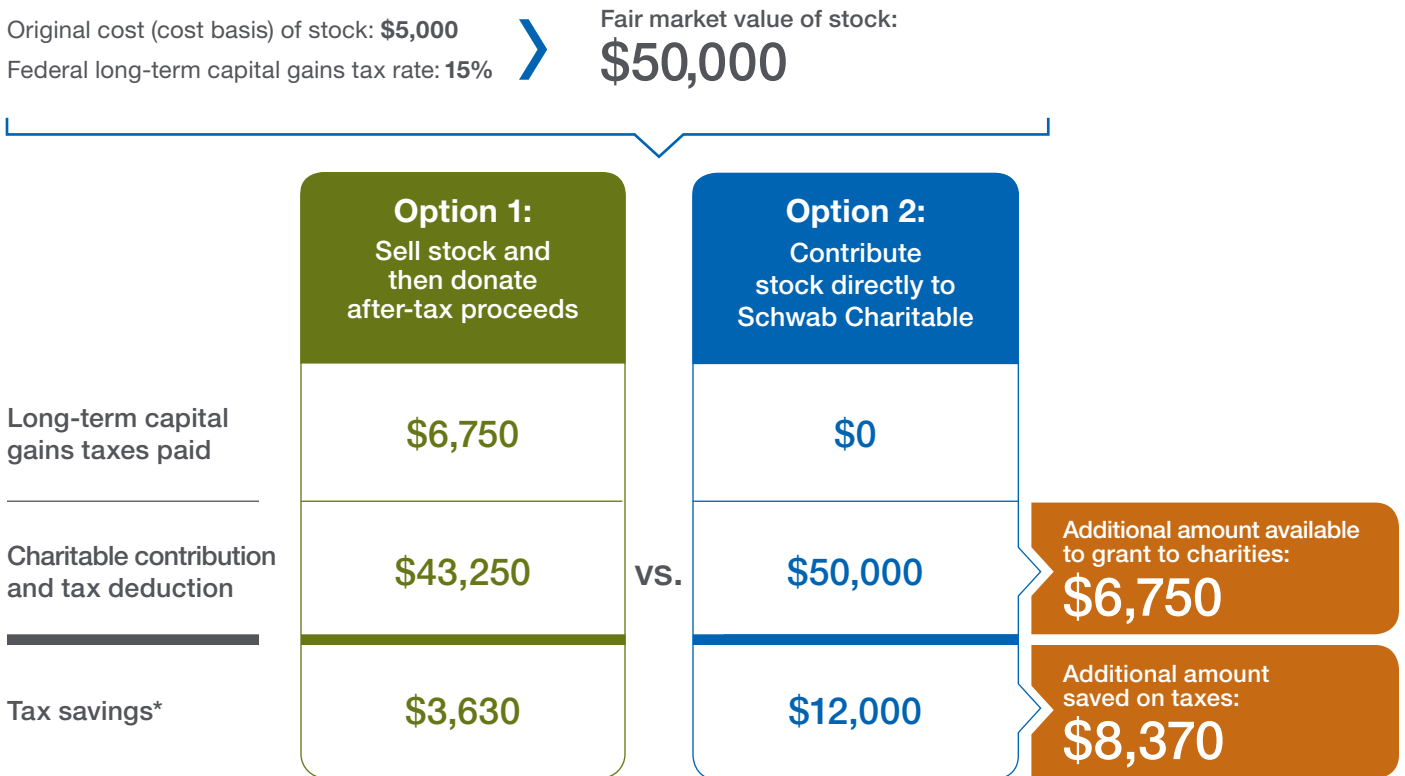 Original cost (cost basis) of stock: $5,000
Federal long-term capital gains tax rate: 15%
Fair market value of stock:
$50,000
Option 1:
Sell stock and
then donate
after-tax proceeds
Option 2:
Contribute
stock directly to
Schwab Charitable
Long-term capital
gains taxes paid
$6,750
$0
Charitable contribution
and tax deduction
$43,250
vs.
$50,000
Additional amount available
to grant to charities:
$6,750
Tax savings*
$3,630
$12,000
Additional amount
saved on taxes:
$8,370